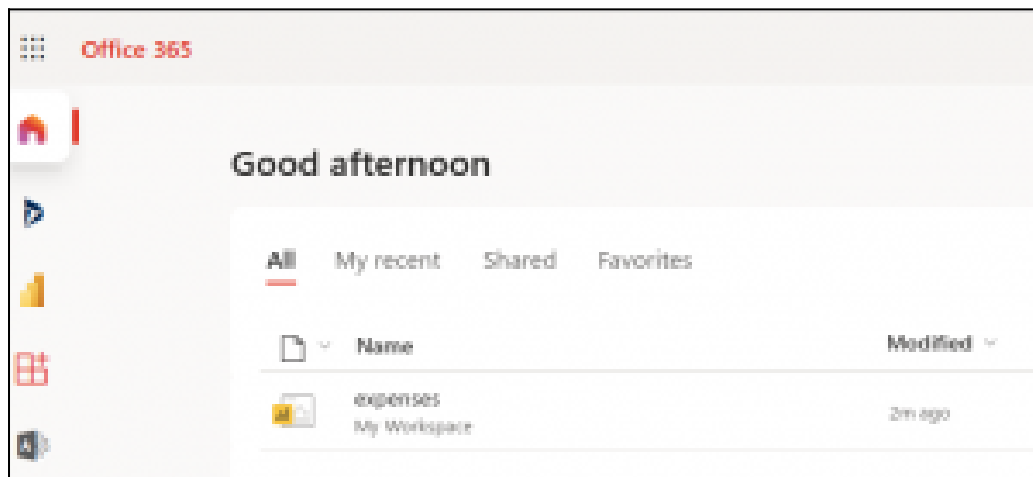 Office 365
Good afternoon
All My recent Shared Favorites
Name Modified
expenses
My Workspace 2m ago